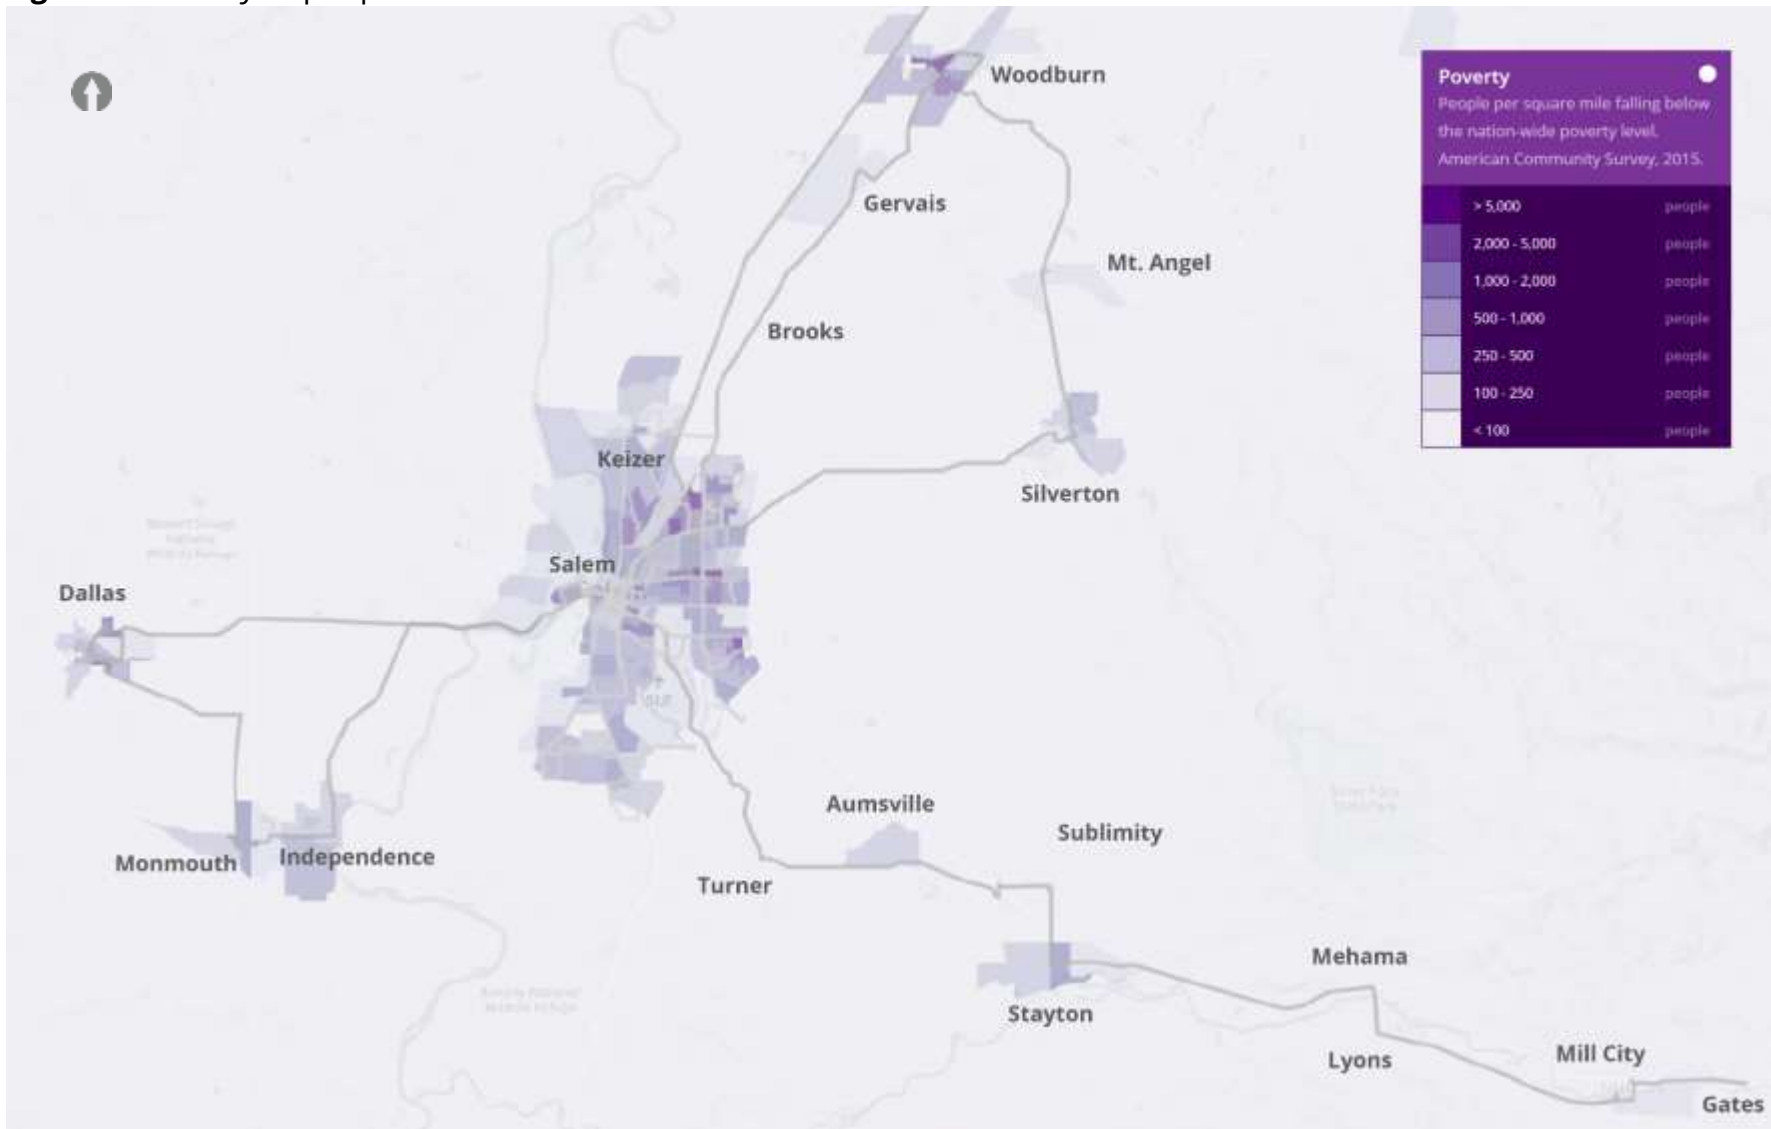 Woodburn
Poverty
People per square mile falling below
the nation-wide poverty level.
American Community Survey, 2015.
> 5,000 people
2,000 - 5,000 people
1,000 - 2,000 people
500 - 1,000 people
250 - 500 people
100 - 250 people
< 100 people
Gervais
Mt. Angel
Brooks
Keizer
Silverton
Salem
Dallas
Aumsville
Sublimity
Monmouth
Independence
Turner
Mehama
Stayton
Lyons
Mill City
Gates